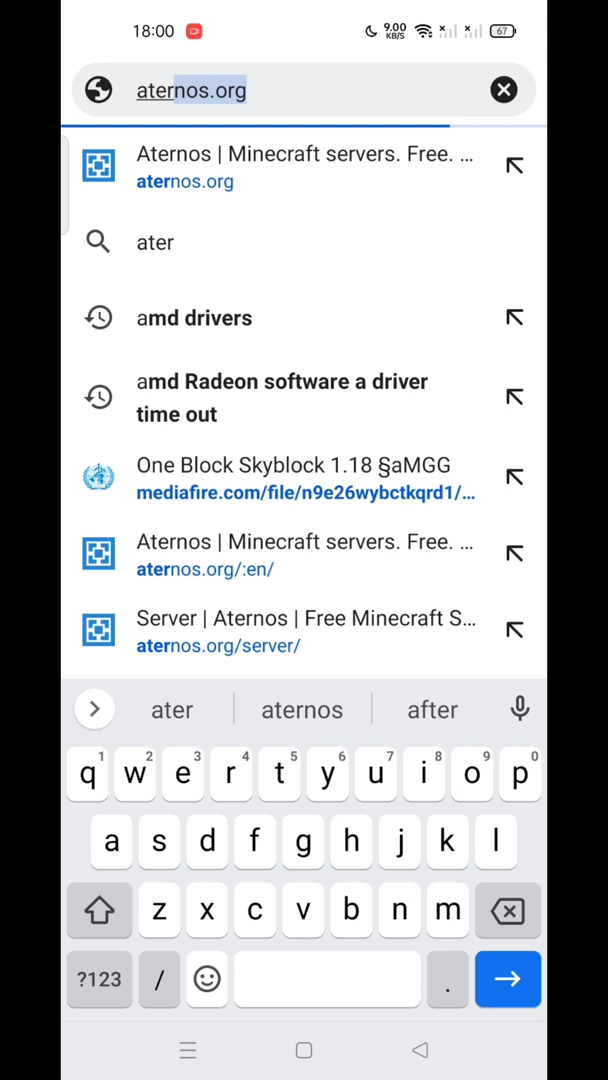 18:00
9.00
KB/S
67
aternos.org
Aternos | Minecraft servers. Free. ...
aternos.org
ater
amd drivers
amd Radeon software a driver
time out
One Block Skyblock 1.18 §aMGG
mediafire.com/file/n9e26wybctkqrd1/...
Aternos | Minecraft servers. Free. ...
aternos.org/:en/
Server | Aternos | Free Minecraft S...
aternos.org/server/
ater aternos after
1 2 3 4 5 6 7 8 9 0
q w e r t y u i o p
a s d f g h j k l
z x c v b n m
?123 / .